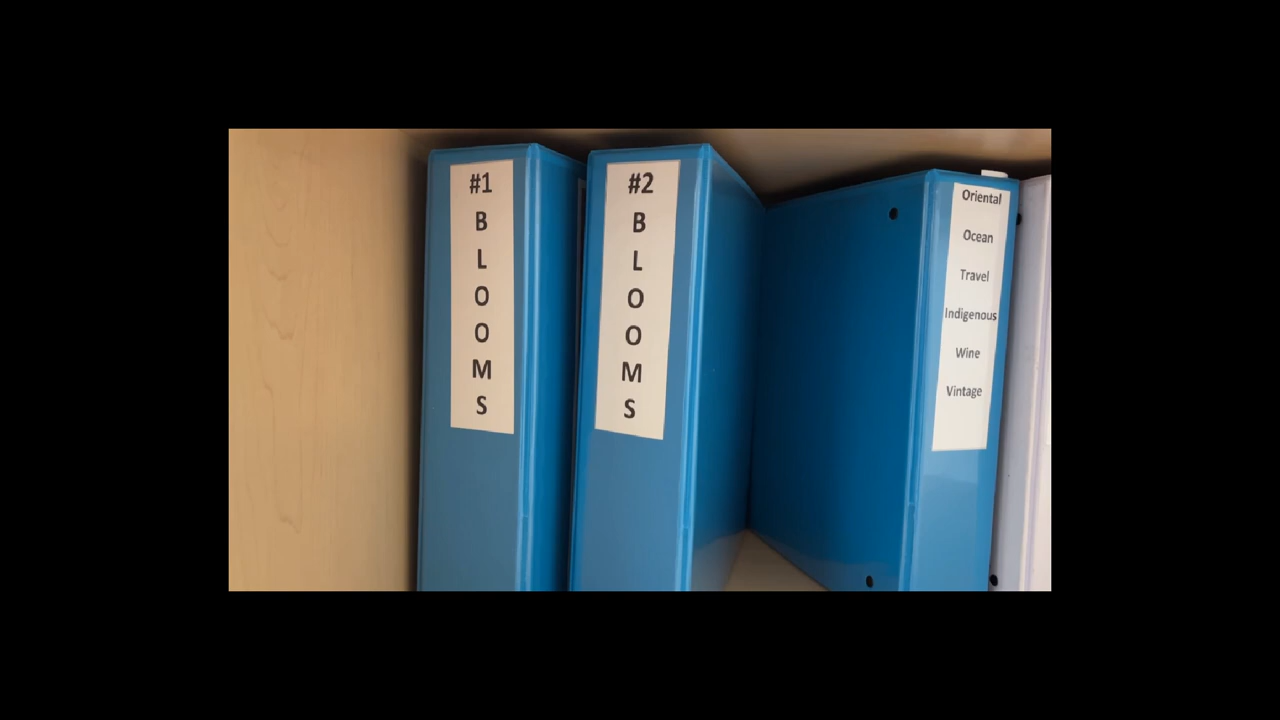 #1
B
L
O
O
M
S
#2
B
L
O
O
M
S
Oriental
Ocean
Travel
Indigenous
Wine
Vintage